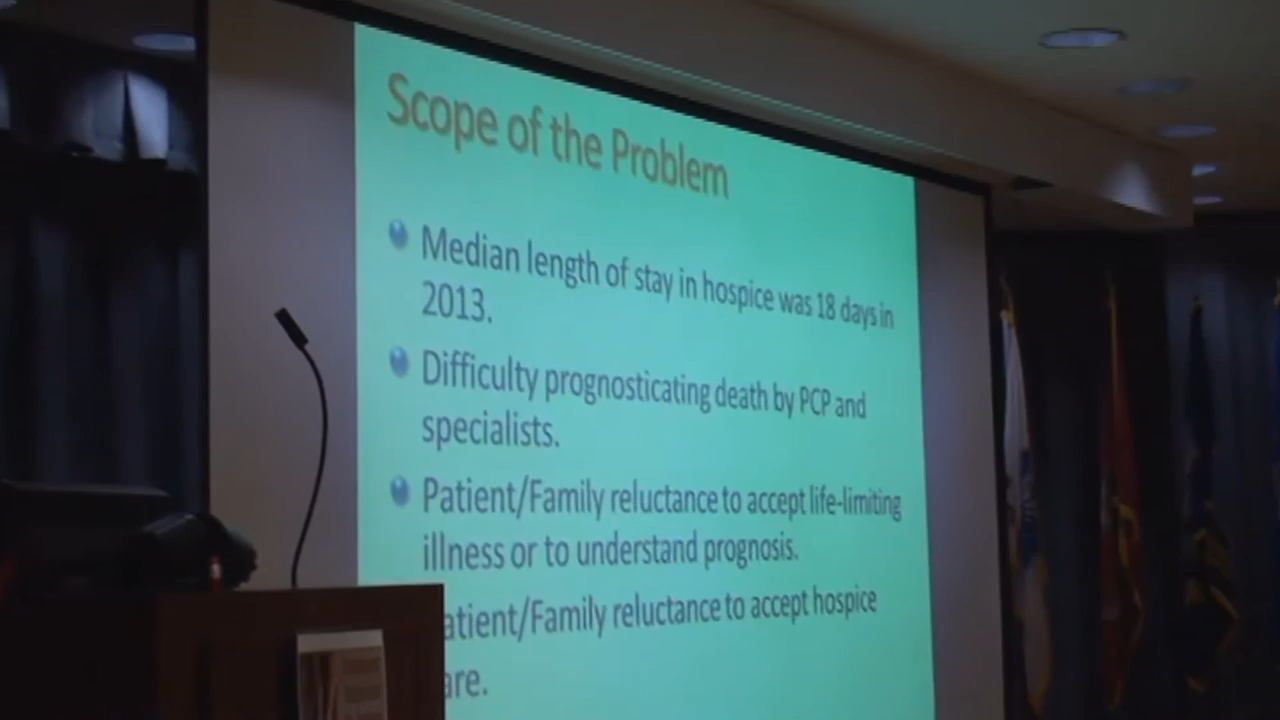 Scope of the Problem
Median length of stay in hospice was 18 days in
2013.
Difficulty prognosticating death by PCP and
specialists.
Patient/Family reluctance to accept life-limiting
illness or to understand prognosis.
atient/Family reluctance to accept hospice
are.